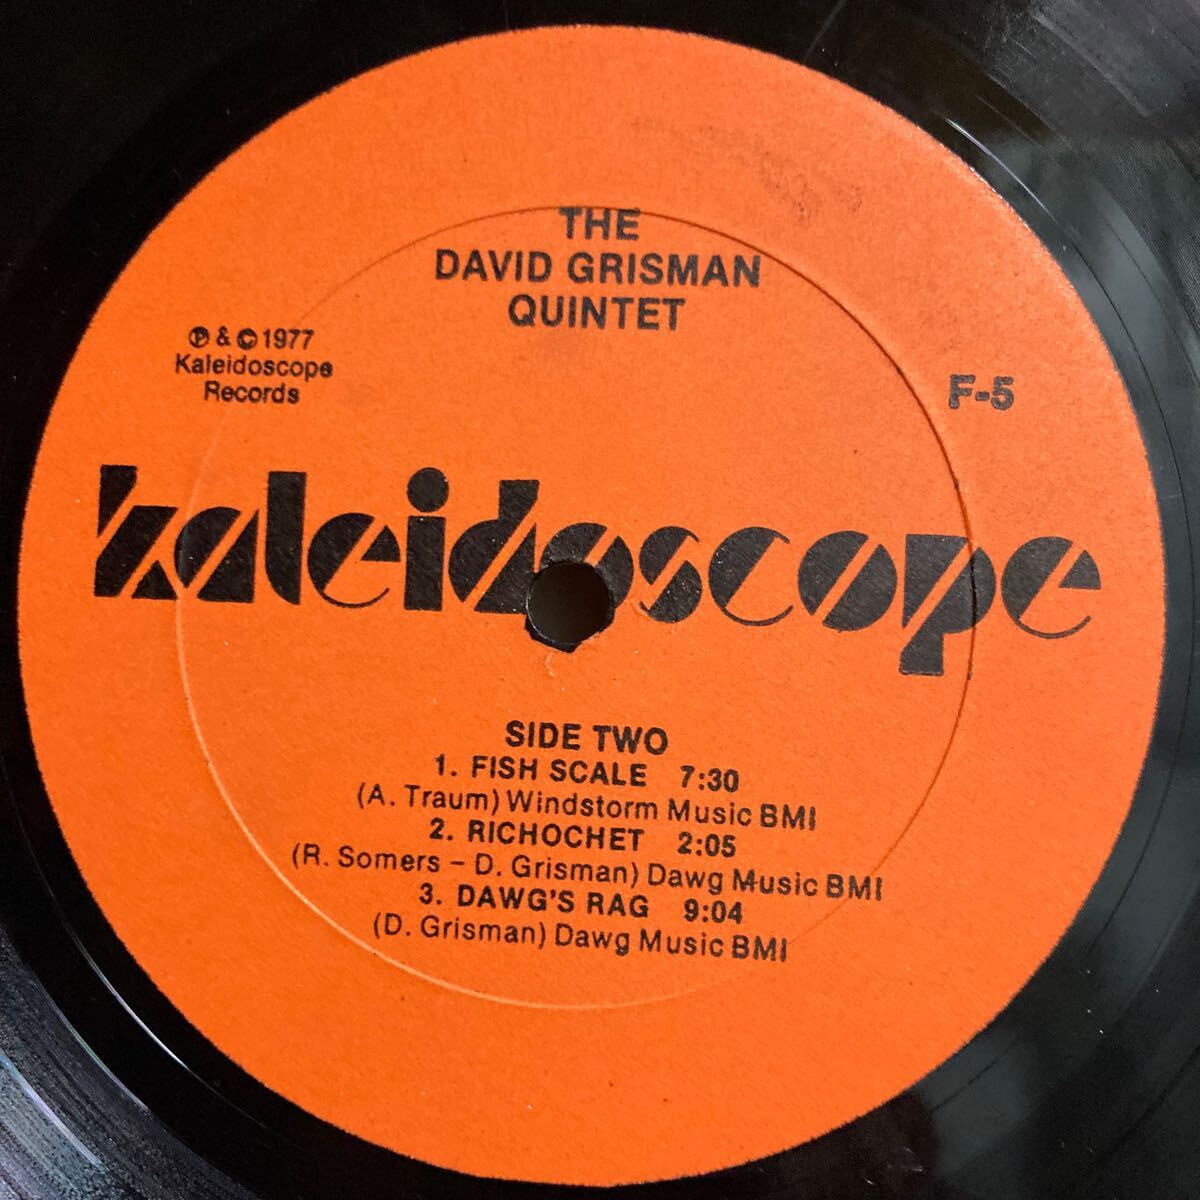 THE
DAVID GRISMAN
QUINTET
℗ & © 1977
Kaleidoscope
Records
F-5
kaleidoscope
SIDE TWO
1. FISH SCALE 7:30
(A. Traum) Windstorm Music BMI
2. RICHOCHET 2:05
(R. Somers – D. Grisman) Dawg Music BMI
3. DAWG'S RAG 9:04
(D. Grisman) Dawg Music BMI